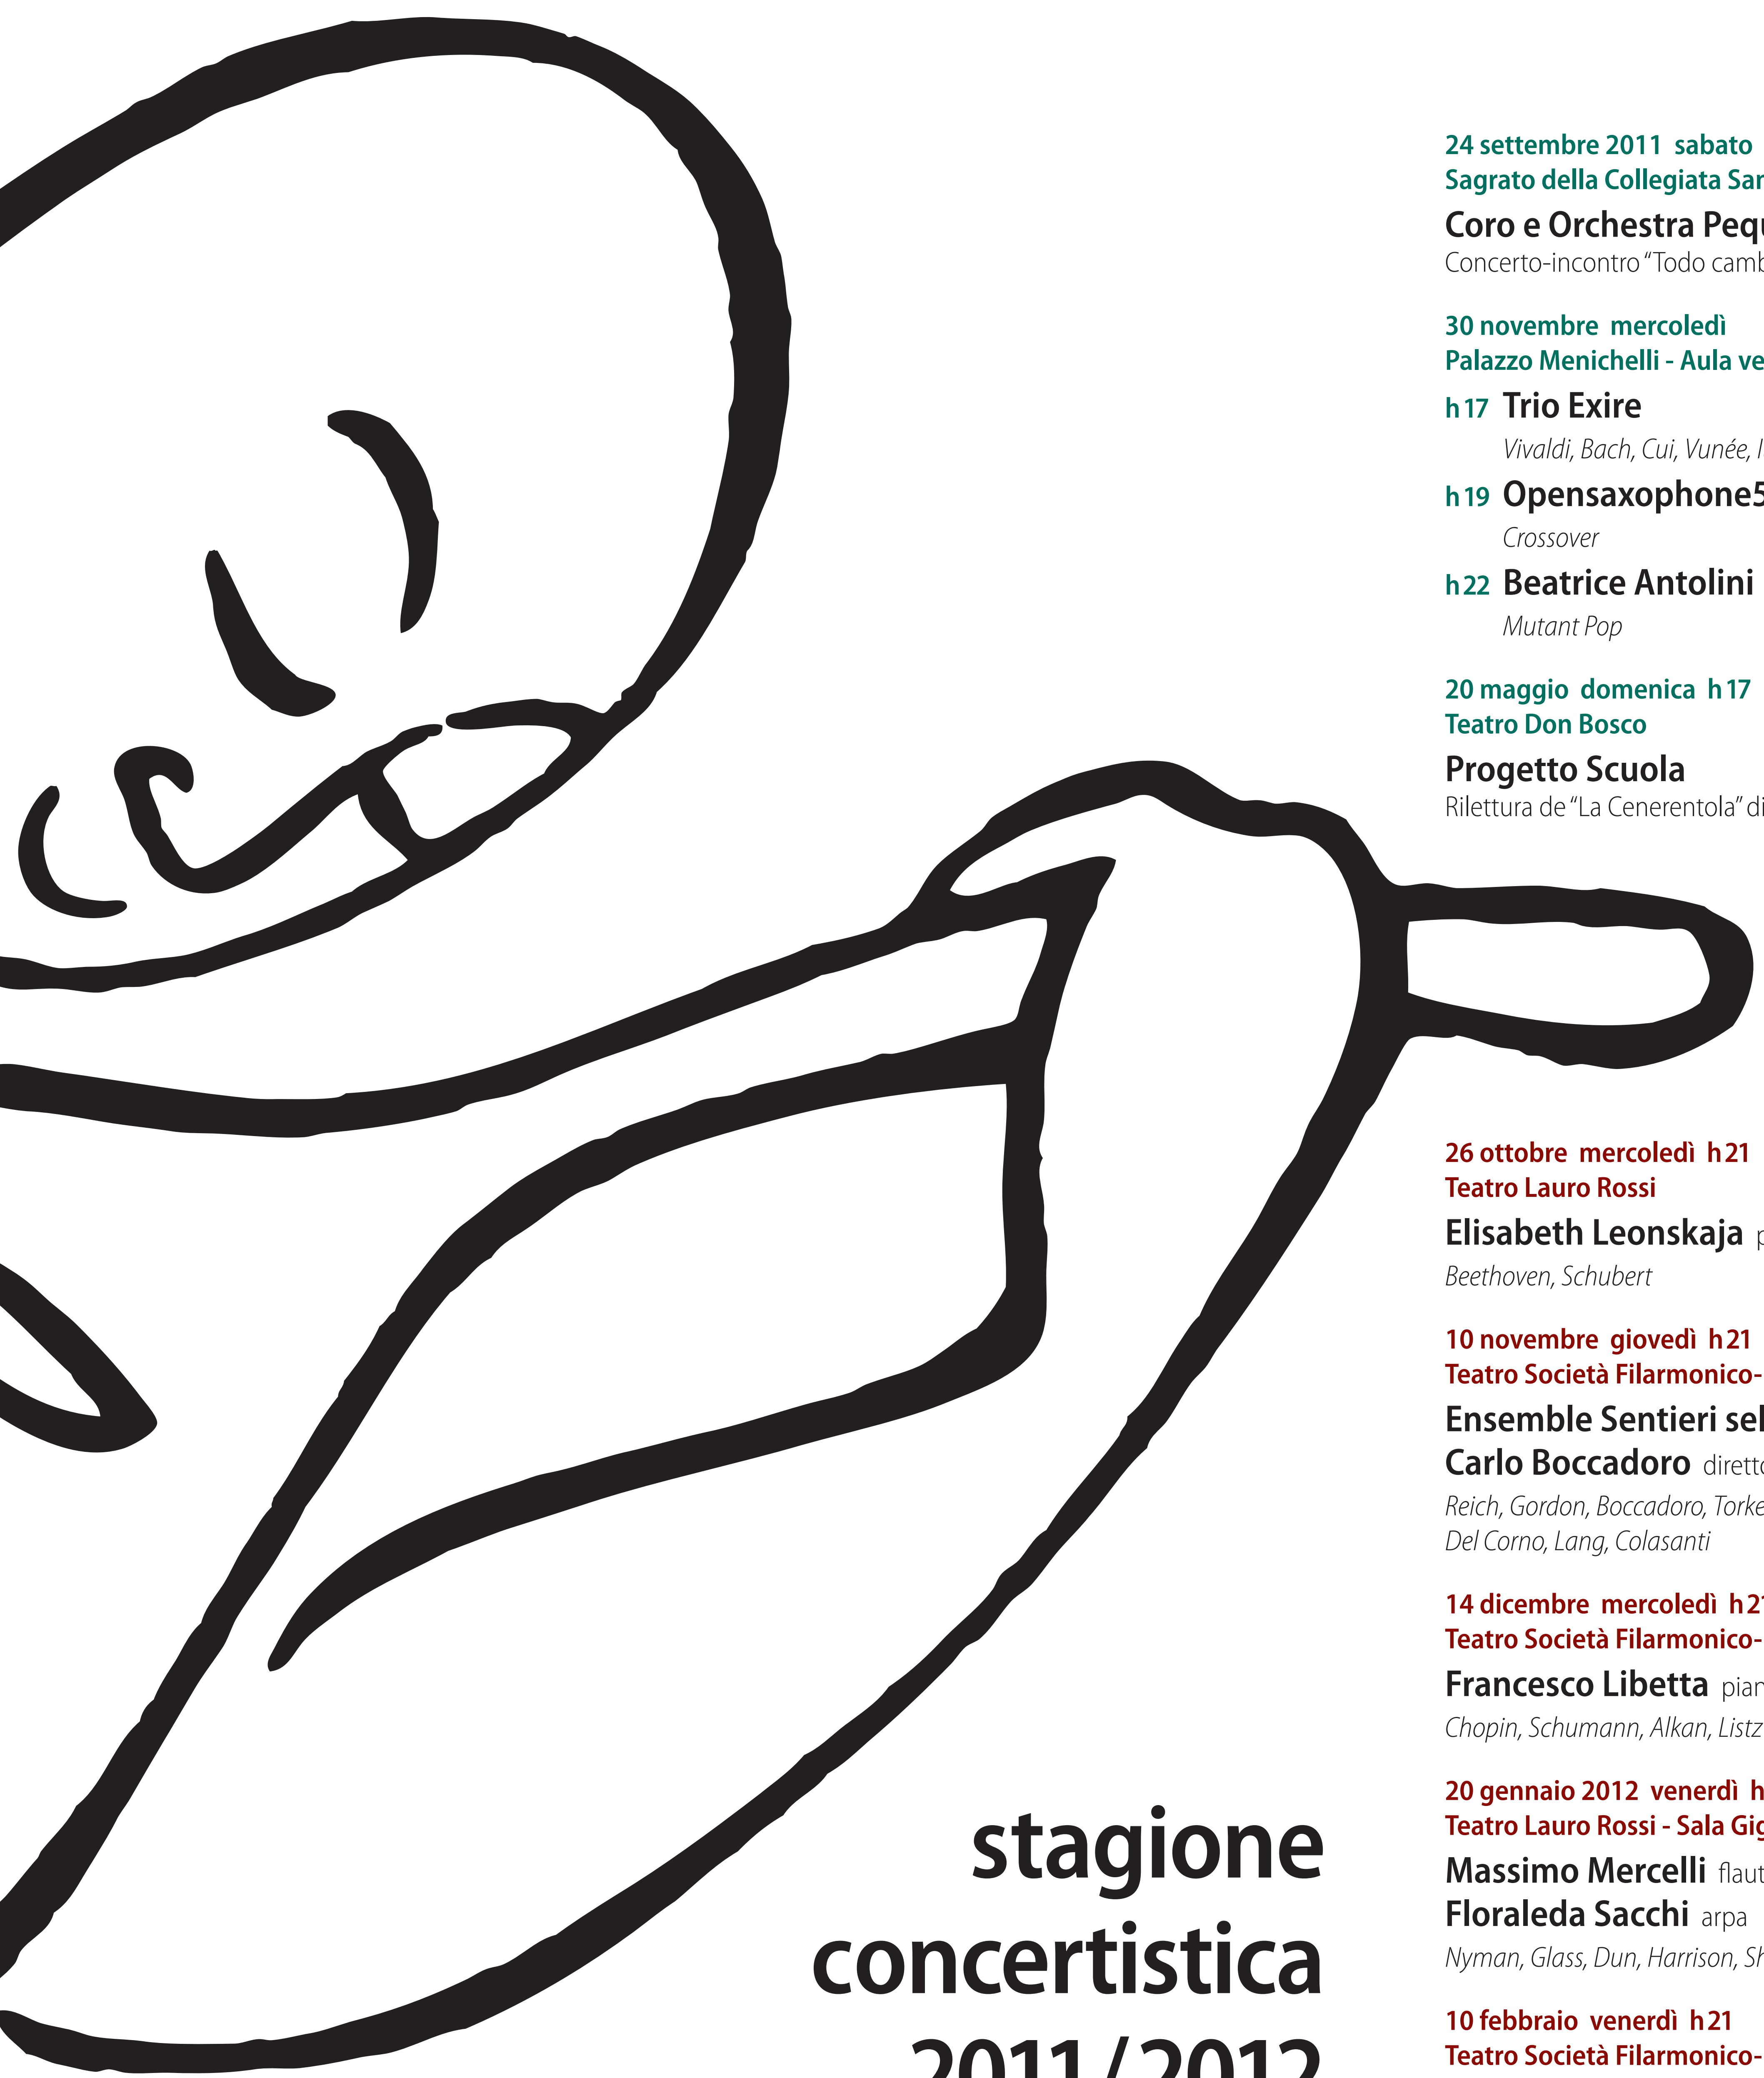 24 settembre 2011 sabato
Sagrato della Collegiata
Coro e Orchestra
Concerto-incontro “Todo
30 novembre mercoledì
Palazzo Menichelli - Aula
h 17 Trio Exire
Vivaldi, Bach, Cui, Vunée,
h 19 Opensaxophone5
Crossover
h 22 Beatrice Antolini
Mutant Pop
20 maggio domenica h 17
Teatro Don Bosco
Progetto Scuola
Rilettura de “La Cenerentola” di
26 ottobre mercoledì h 21
Teatro Lauro Rossi
Elisabeth Leonskaja
Beethoven, Schubert
10 novembre giovedì h 21
Teatro Società Filarmonico-
Ensemble Sentieri
Carlo Boccadoro
Reich, Gordon, Boccadoro,
Del Corno, Lang, Colasanti
14 dicembre mercoledì h 21
Teatro Società Filarmonico-
Francesco Libetta
Chopin, Schumann, Alkan, Listz
20 gennaio 2012 venerdì h
Teatro Lauro Rossi - Sala
Massimo Mercelli
Floraleda Sacchi arpa
Nyman, Glass, Dun, Harrison,
10 febbraio venerdì h 21
Teatro Società Filarmonico-
stagione
concertistica
2011/2012